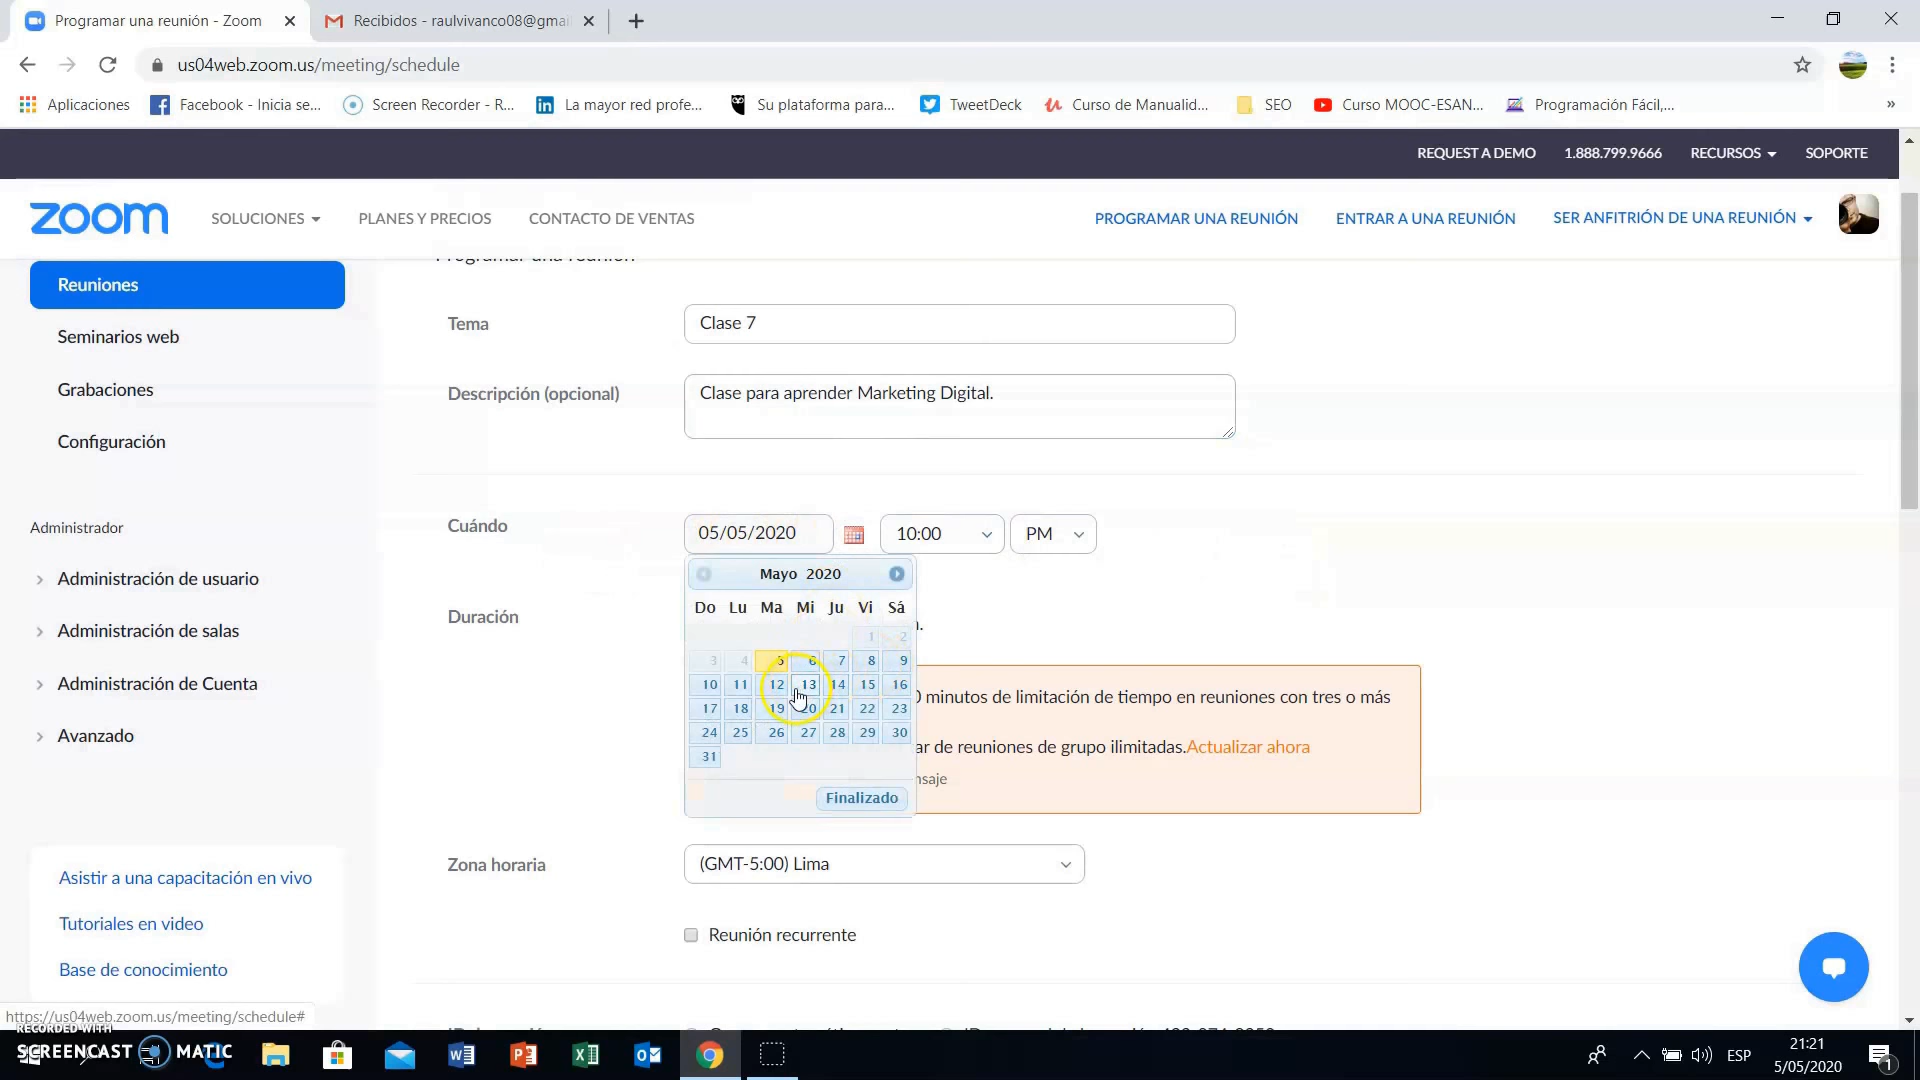 Programar una reunión - Zoom
Recibidos - raulvivanco08@gmai
us04web.zoom.us/meeting/schedule
Aplicaciones Facebook - Inicia se... Screen Recorder - R... La mayor red profe... Su plataforma para... TweetDeck Curso de Manualid... SEO Curso MOOC-ESAN... Programación Fácil,... »
REQUEST A DEMO 1.888.799.9666 RECURSOS SOPORTE
zoom SOLUCIONES PLANES Y PRECIOS CONTACTO DE VENTAS PROGRAMAR UNA REUNIÓN ENTRAR A UNA REUNIÓN SER ANFITRIÓN DE UNA REUNIÓN
Programar una reunión
Reuniones
Seminarios web
Grabaciones
Configuración
Administrador
Administración de usuario
Administración de salas
Administración de Cuenta
Avanzado
Asistir a una capacitación en vivo
Tutoriales en video
Base de conocimiento
Tema Clase 7
Descripción (opcional) Clase para aprender Marketing Digital.
Cuándo 05/05/2020 10:00 PM
Mayo 2020
Do Lu Ma Mi Ju Vi Sá
1 2
3 4 5 6 7 8 9
10 11 12 13 14 15 16
17 18 19 20 21 22 23
24 25 26 27 28 29 30
31
Finalizado
Duración
0 minutos de limitación de tiempo en reuniones con tres o más
ar de reuniones de grupo ilimitadas.Actualizar ahora
nsaje
Zona horaria (GMT-5:00) Lima
Reunión recurrente
https://us04web.zoom.us/meeting/schedule#
RECORDED WITH
SCREENCAST MATIC
ESP
21:21
5/05/2020
1